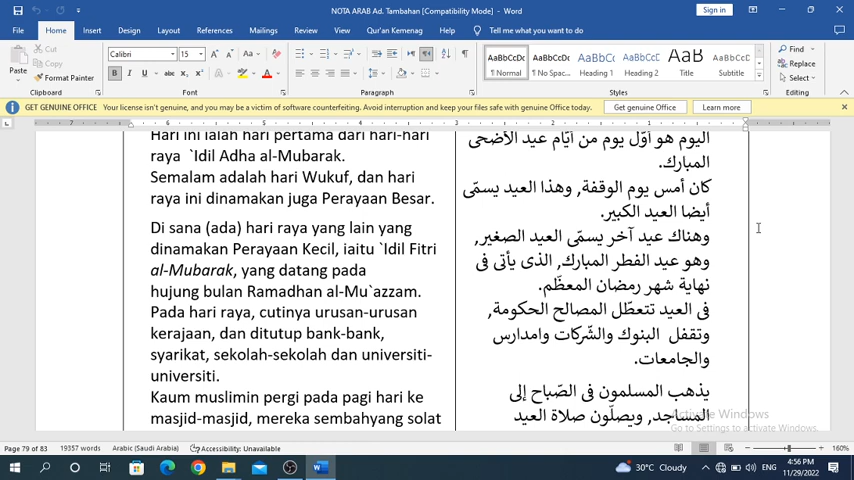 NOTA ARAB Ad. Tambahan [Compatibility Mode] - Word
Sign in
File Home Insert Design Layout References Mailings Review View Qur'an Kemenag Help Tell me what you want to do
Paste
Cut
Copy
Format Painter
Clipboard
Calibri 15
Font
Paragraph
AaBbCcDc AaBbCcDc AaBbC AaBbCcC AaB AaBbCcD
¶ Normal ¶ No Spac... Heading 1 Heading 2 Title Subtitle
Styles
Find
Replace
Select
Editing
GET GENUINE OFFICE Your license isn't genuine, and you may be a victim of software counterfeiting. Avoid interruption and keep your files safe with genuine Office today. Get genuine Office Learn more
Hari ini ialah hari pertama dari hari-hari
raya `Idil Adha al-Mubarak.
Semalam adalah hari Wukuf, dan hari
raya ini dinamakan juga Perayaan Besar.
Di sana (ada) hari raya yang lain yang
dinamakan Perayaan Kecil, iaitu `Idil Fitri
al-Mubarak, yang datang pada
hujung bulan Ramadhan al-Mu`azzam.
Pada hari raya, cutinya urusan-urusan
kerajaan, dan ditutup bank-bank,
syarikat, sekolah-sekolah dan universiti-
universiti.
Kaum muslimin pergi pada pagi hari ke
masjid-masjid, mereka sembahyang solat
اليوم هو أوّل يوم من أيّام عيد الأضحى
المبارك.
كان أمس يوم الوقفة, وهذا العيد يسمّى
أيضا العيد الكبير.
وهناك عيد آخر يسمّى العيد الصغير,
وهو عيد الفطر المبارك, الذى يأتى فى
نهاية شهر رمضان المعظّم.
فى العيد تتعطّل المصالح الحكومة,
وتقفل البنوك والشّركات وامدارس
والجامعات.
يذهب المسلمون فى الصّباح إلى
المساجد, ويصلّون صلاة العيد
Activate Windows
Go to Settings to activate Windows.
Page 79 of 83 19357 words Arabic (Saudi Arabia) Accessibility: Unavailable 160%
30°C Cloudy ENG 4:56 PM
11/29/2022